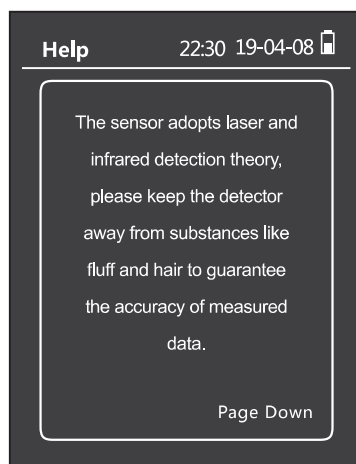 Help 22:30 19-04-08
The sensor adopts laser and
infrared detection theory,
please keep the detector
away from substances like
fluff and hair to guarantee
the accuracy of measured
data.
Page Down